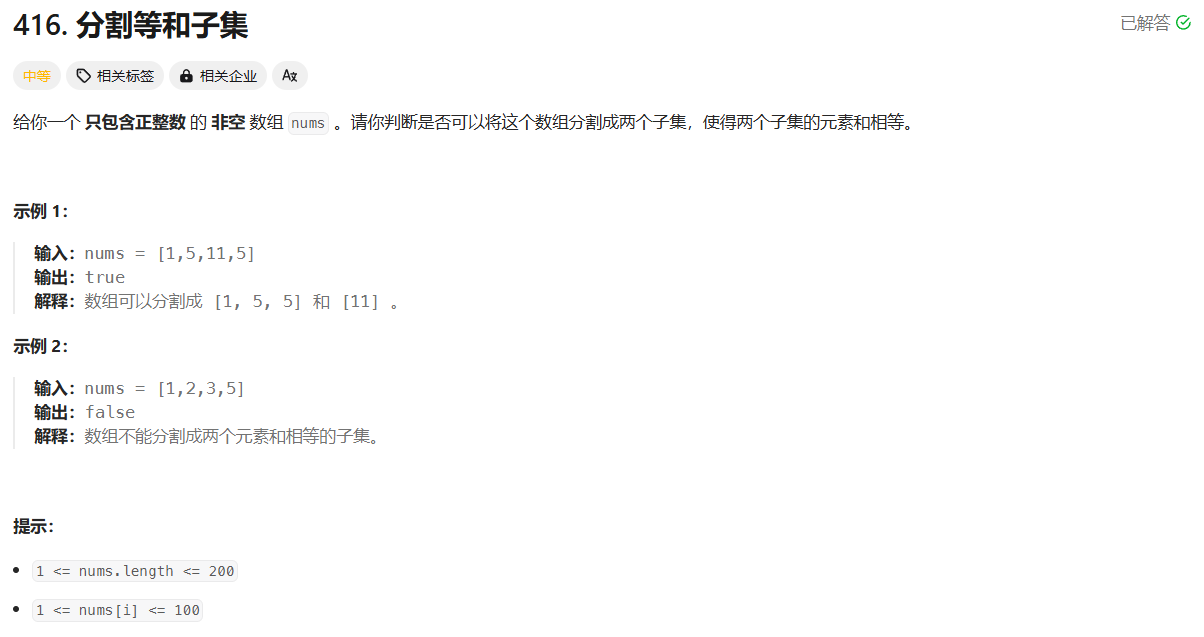 416. 分割等和子集
已解答
中等 相关标签 相关企业 A⽂
给你一个 只包含正整数 的 非空 数组 nums 。请你判断是否可以将这个数组分割成两个子集，使得两个子集的元素和相等。
示例 1：
输入：nums = [1,5,11,5]
输出：true
解释：数组可以分割成 [1, 5, 5] 和 [11] 。
示例 2：
输入：nums = [1,2,3,5]
输出：false
解释：数组不能分割成两个元素和相等的子集。
提示：
1 <= nums.length <= 200
1 <= nums[i] <= 100